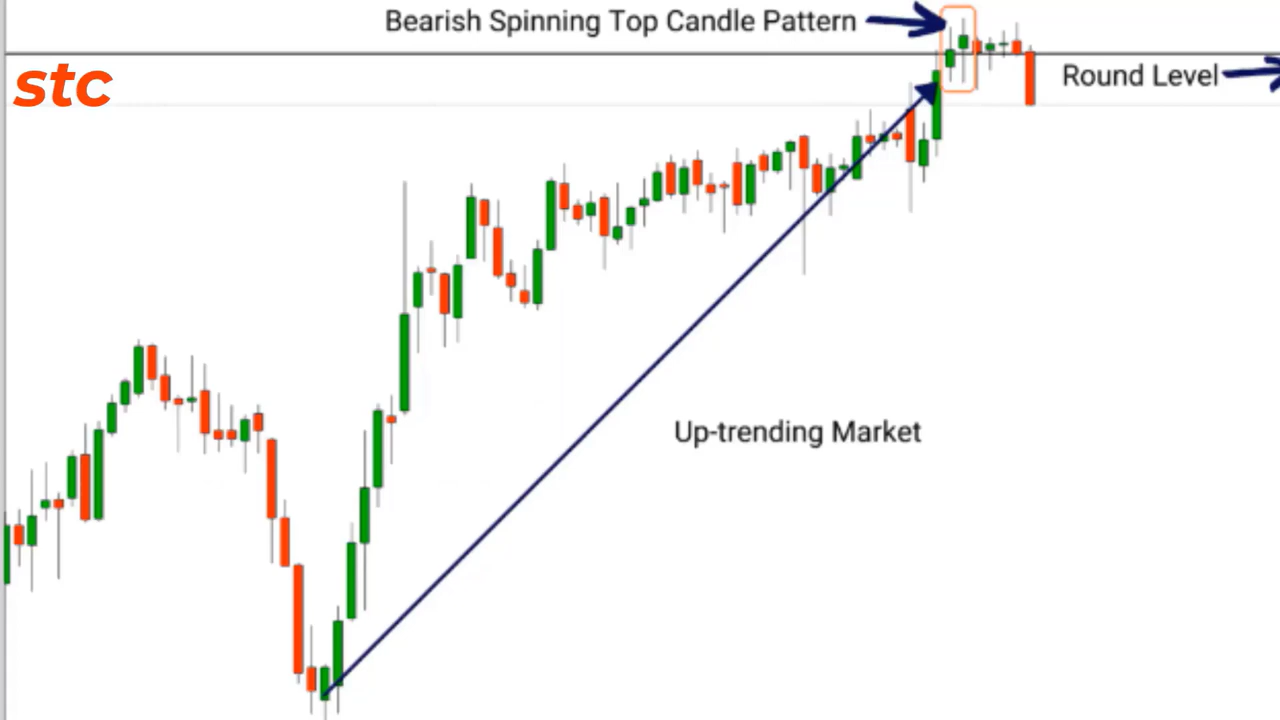 Bearish Spinning Top Candle Pattern
stc
Round Level
Up-trending Market